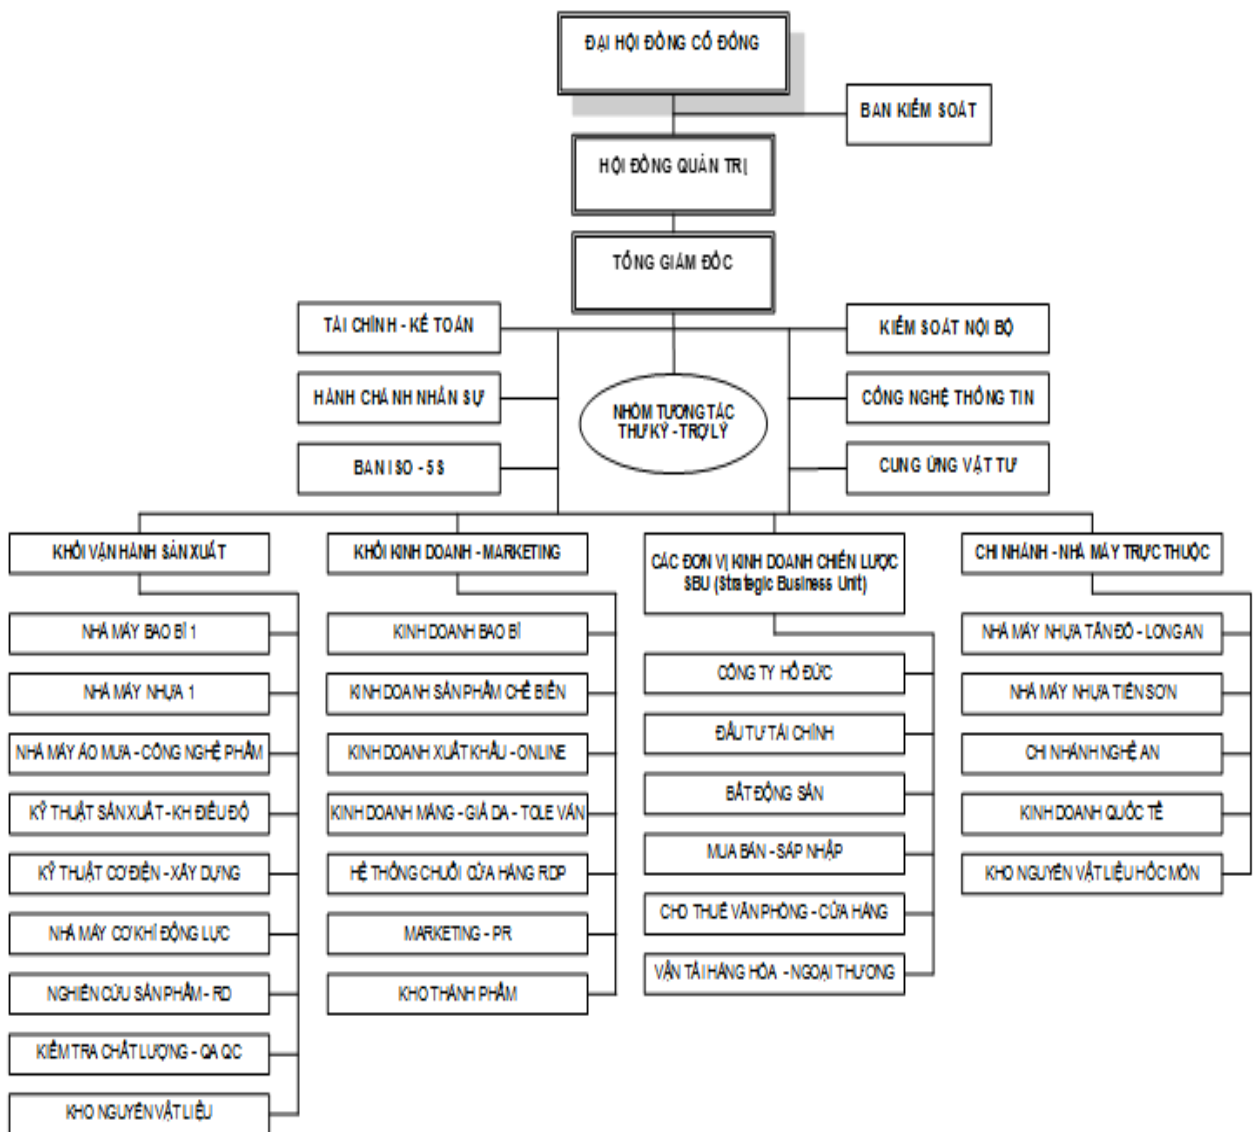 ĐẠI HỘI ĐỒNG CỔ ĐÔNG
BAN KIỂM SOÁT
HỘI ĐỒNG QUẢN TRỊ
TỔNG GIÁM ĐỐC
TÀI CHÍNH - KẾ TOÁN
KIỂM SOÁT NỘI BỘ
HÀNH CHÁNH NHÂN SỰ
NHÓM TƯƠNG TÁC
THƯ KÝ - TRỢ LÝ
CÔNG NGHỆ THÔNG TIN
BAN ISO - 5S
CUNG ỨNG VẬT TƯ
KHỐI VẬN HÀNH SẢN XUẤT
NHÀ MÁY BAO BÌ 1
NHÀ MÁY NHỰA 1
NHÀ MÁY ÁO MƯA - CÔNG NGHỆ PHẨM
KỸ THUẬT SẢN XUẤT - KH ĐIỀU ĐỘ
KỸ THUẬT CƠ ĐIỆN - XÂY DỰNG
NHÀ MÁY CƠ KHÍ ĐỘNG LỰC
NGHIÊN CỨU SẢN PHẨM - RD
KIỂM TRA CHẤT LƯỢNG - QA QC
KHO NGUYÊN VẬT LIỆU
KHỐI KINH DOANH - MARKETING
KINH DOANH BAO BÌ
KINH DOANH SẢN PHẨM CHẾ BIẾN
KINH DOANH XUẤT KHẨU - ONLINE
KINH DOANH MÀNG - GIẢ DA - TOLE VÁN
HỆ THỐNG CHUỖI CỬA HÀNG RDP
MARKETING - PR
KHO THÀNH PHẨM
CÁC ĐƠN VỊ KINH DOANH CHIẾN LƯỢC
SBU (Strategic Business Unit)
CÔNG TY HỒ ĐỨC
ĐẦU TƯ TÀI CHÍNH
BẤT ĐỘNG SẢN
MUA BÁN - SÁP NHẬP
CHO THUÊ VĂN PHÒNG - CỬA HÀNG
VẬN TẢI HÀNG HÓA - NGOẠI THƯƠNG
CHI NHÁNH - NHÀ MÁY TRỰC THUỘC
NHÀ MÁY NHỰA TÂN ĐÔ - LONG AN
NHÀ MÁY NHỰA TIÊN SƠN
CHI NHÁNH NGHỆ AN
KINH DOANH QUỐC TẾ
KHO NGUYÊN VẬT LIỆU HÓC MÔN